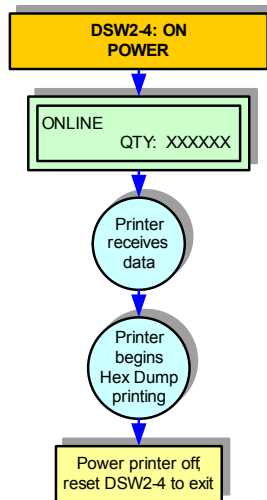 DSW2-4: ON
POWER
ONLINE
QTY: XXXXXX
Printer
receives
data
Printer
begins
Hex Dump
printing
Power printer off,
reset DSW2-4 to exit